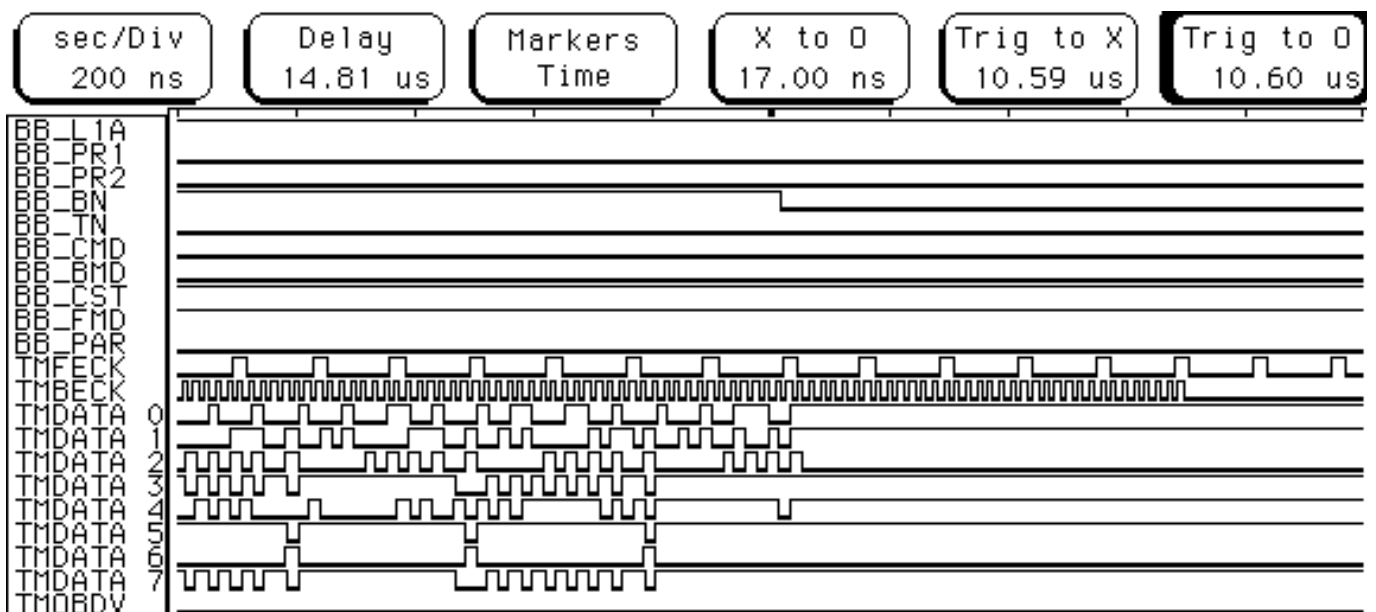 sec/Div Delay Markers X to O Trig to X Trig to O
200 ns 14.81 us Time 17.00 ns 10.59 us 10.60 us
BB_L1A
BB_PR1
BB_PR2
BB_BN
BB_TN
BB_CMD
BB_BMD
BB_CST
BB_FMD
BB_PAR
TMFECK
TMBECK
TMDATA 0
TMDATA 1
TMDATA 2
TMDATA 3
TMDATA 4
TMDATA 5
TMDATA 6
TMDATA 7
TMOBDV